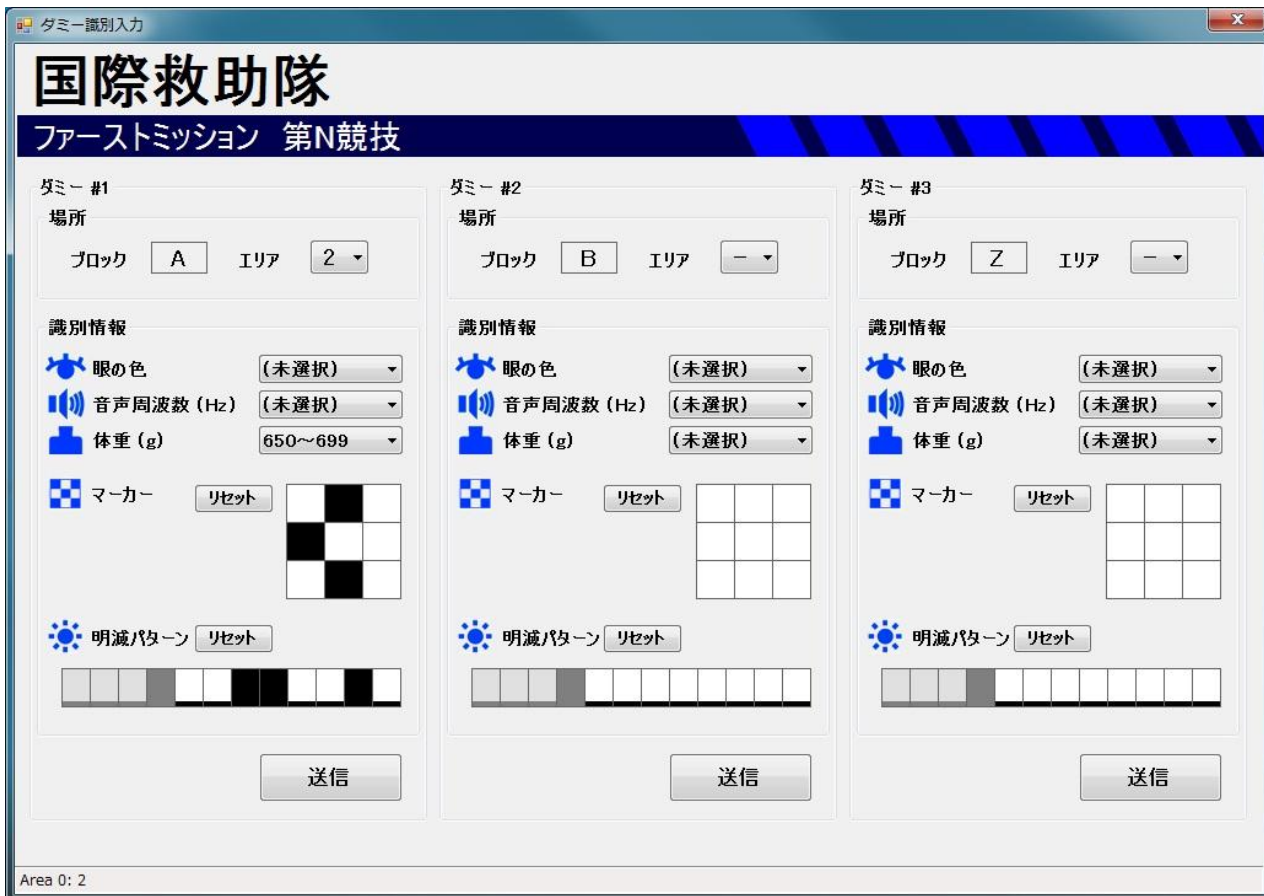 ダミー識別入力
国際救助隊
ファーストミッション 第N競技
ダミー #1
場所
ブロック A エリア 2
識別情報
眼の色 (未選択)
音声周波数 (Hz) (未選択)
体重 (g) 650～699
マーカー リセット
明滅パターン リセット
送信
ダミー #2
場所
ブロック B エリア －
識別情報
眼の色 (未選択)
音声周波数 (Hz) (未選択)
体重 (g) (未選択)
マーカー リセット
明滅パターン リセット
送信
ダミー #3
場所
ブロック Z エリア －
識別情報
眼の色 (未選択)
音声周波数 (Hz) (未選択)
体重 (g) (未選択)
マーカー リセット
明滅パターン リセット
送信
Area 0: 2